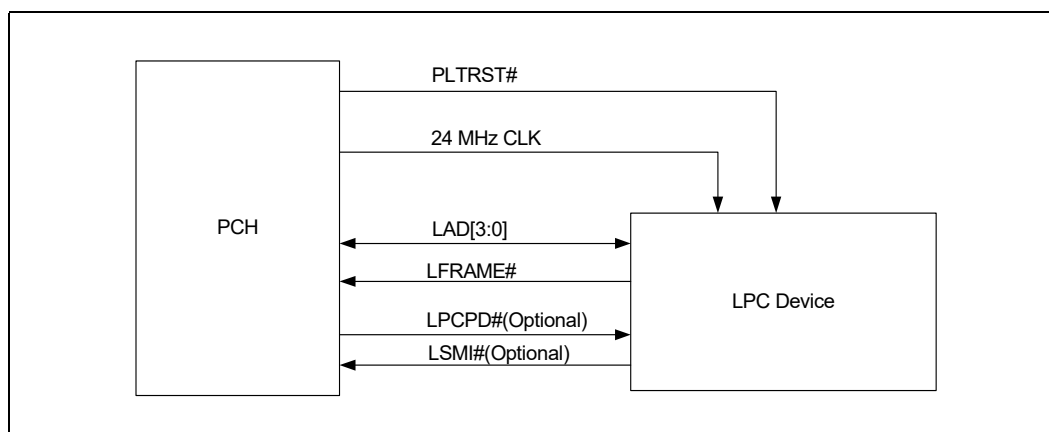 PLTRST#
24 MHz CLK
PCH
LAD[3:0]
LFRAME#
LPC Device
LPCPD#(Optional)
LSMI#(Optional)